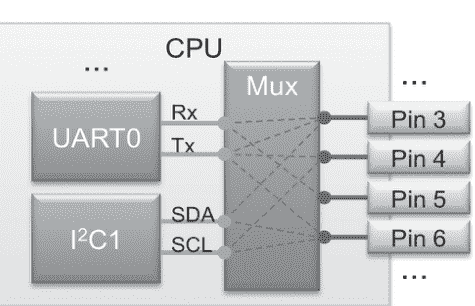 CPU
...
Mux
...
UART0
Rx
Tx
Pin 3
Pin 4
I²C1
SDA
SCL
Pin 5
Pin 6
...